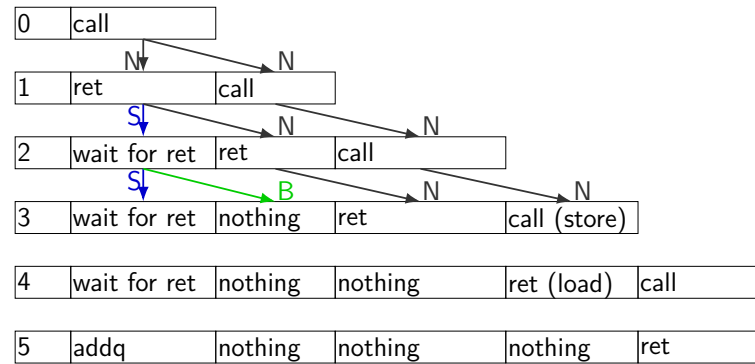 0 call
N N
1 ret call
S N N
2 wait for ret ret call
S B N N
3 wait for ret nothing ret call (store)
4 wait for ret nothing nothing ret (load) call
5 addq nothing nothing nothing ret